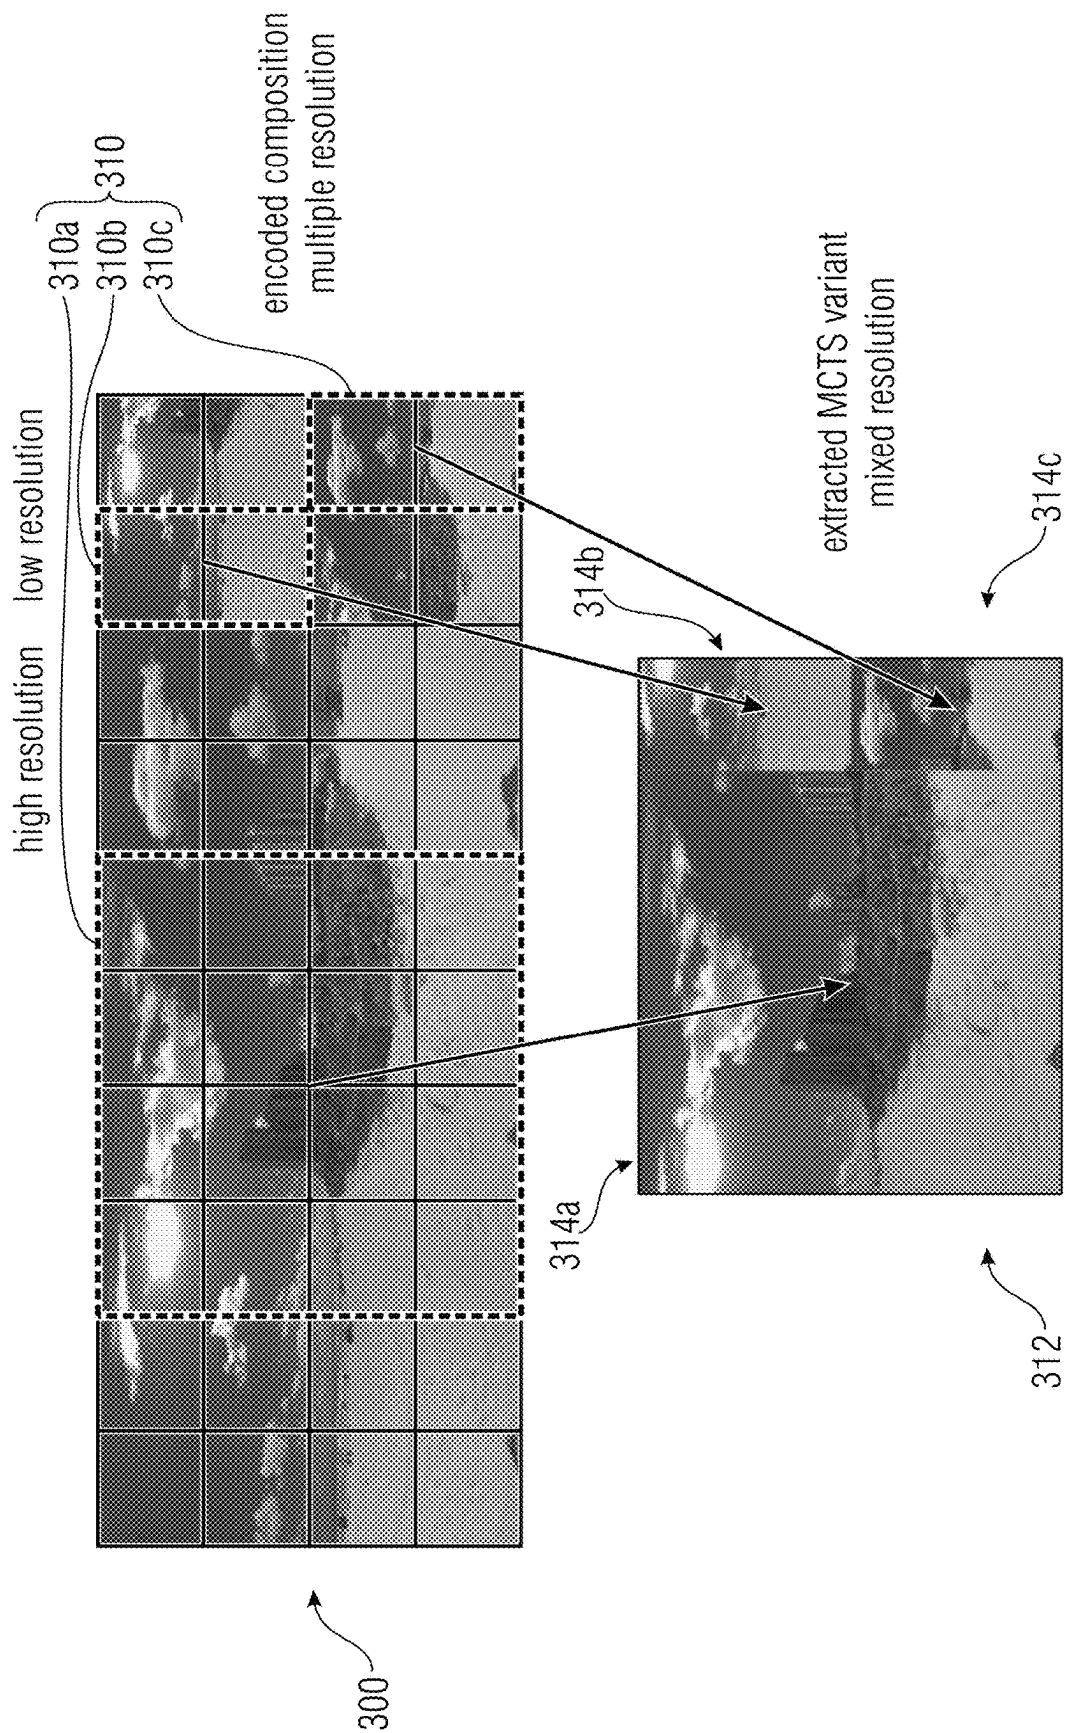 high resolution
low resolution
310a
310b
310c
310
encoded composition
multiple resolution
300
314a
314b
extracted MCTS variant
mixed resolution
312
314c